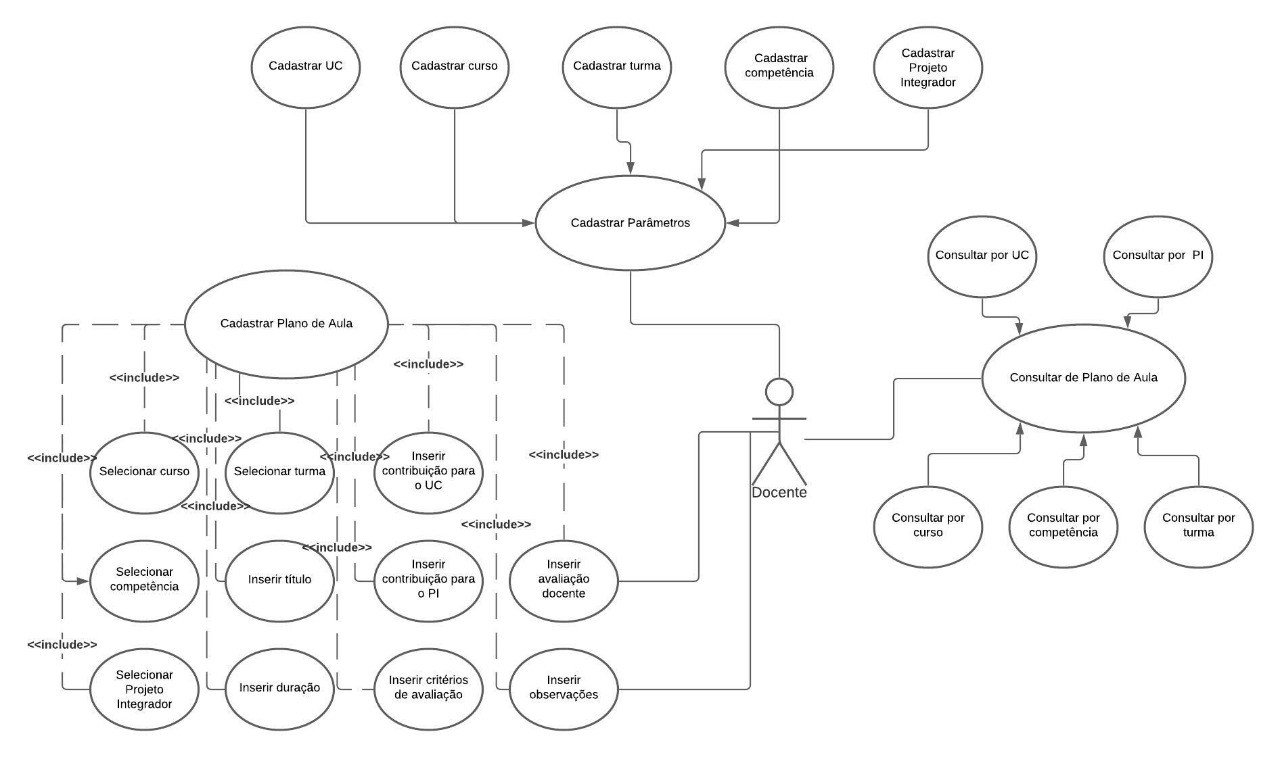 Cadastrar UC
Cadastrar curso
Cadastrar turma
Cadastrar
competência
Cadastrar
Projeto
Integrador
Cadastrar Parâmetros
Consultar por UC
Consultar por  PI
Cadastrar Plano de Aula
Consultar de Plano de Aula
<<include>>
<<include>>
<<include>>
<<include>>
<<include>>
<<include>>
<<include>>
<<include>>
Selecionar curso
Selecionar turma
Inserir
contribuição para
o UC
Docente
<<include>>
<<include>>
<<include>>
Consultar por
curso
Consultar por
competência
Consultar por
turma
Selecionar
competência
Inserir título
Inserir
contribuição para
o PI
Inserir
avaliação
docente
<<include>>
Selecionar
Projeto
Integrador
Inserir duração
Inserir critérios
de avaliação
Inserir
observações